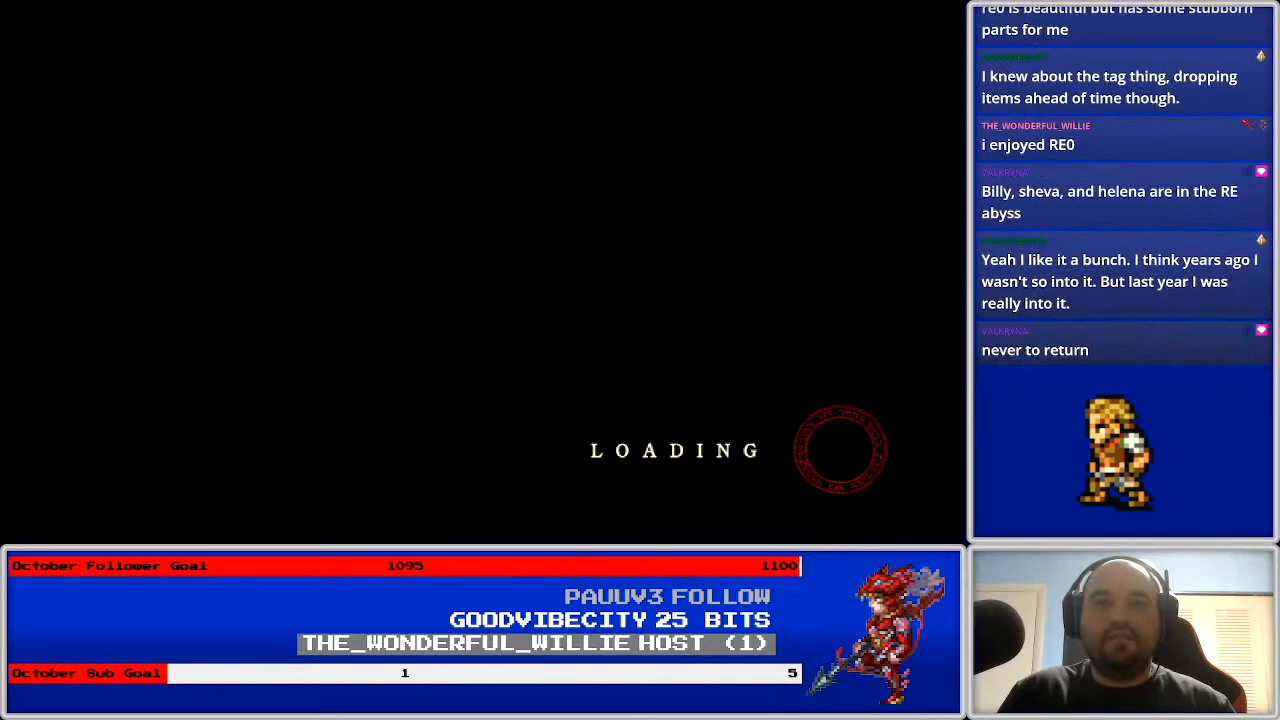 re0 is beautiful but has some stubborn
parts for me
I knew about the tag thing, dropping
items ahead of time though.
THE_WONDERFUL_WILLIE
i enjoyed RE0
VALKRYNA
Billy, sheva, and helena are in the RE
abyss
Yeah I like it a bunch. I think years ago I
wasn't so into it. But last year I was
really into it.
VALKRYNA
never to return
LOADING
October Follower Goal 1095 1100
PAUUV3 FOLLOW
GOODVIBECITY 25 BITS
THE_WONDERFUL_WILLIE HOST (1)
October Sub Goal 1 5